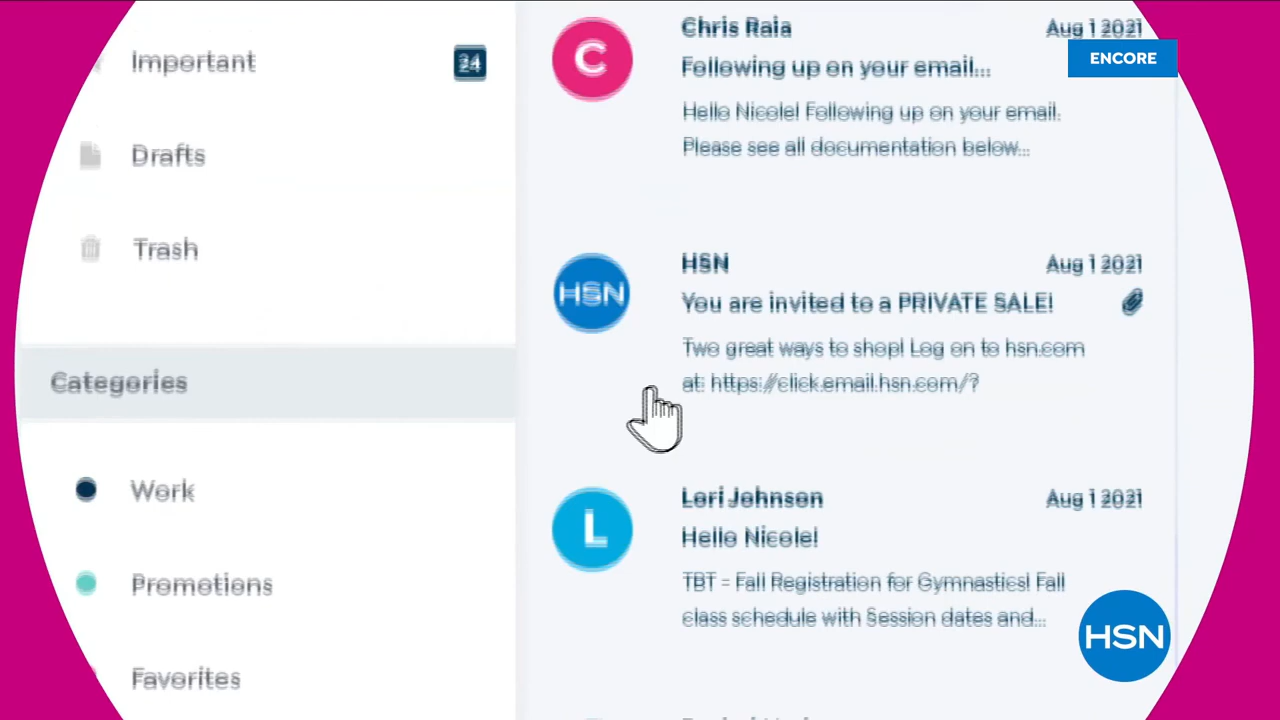 Important
24
Drafts
Trash
Categories
Work
Promotions
Favorites
C
Chris Raia
Aug 1 2021
ENCORE
Following up on your email...
Hello Nicole! Following up on your email.
Please see all documentation below...
HSN
HSN
Aug 1 2021
You are invited to a PRIVATE SALE!
Two great ways to shop! Log on to hsn.com
at: https://click.email.hsn.com/?
L
Lori Johnson
Aug 1 2021
Hello Nicole!
TBT - Fall Registration for Gymnastics! Fall
class schedule with Session dates and...
HSN